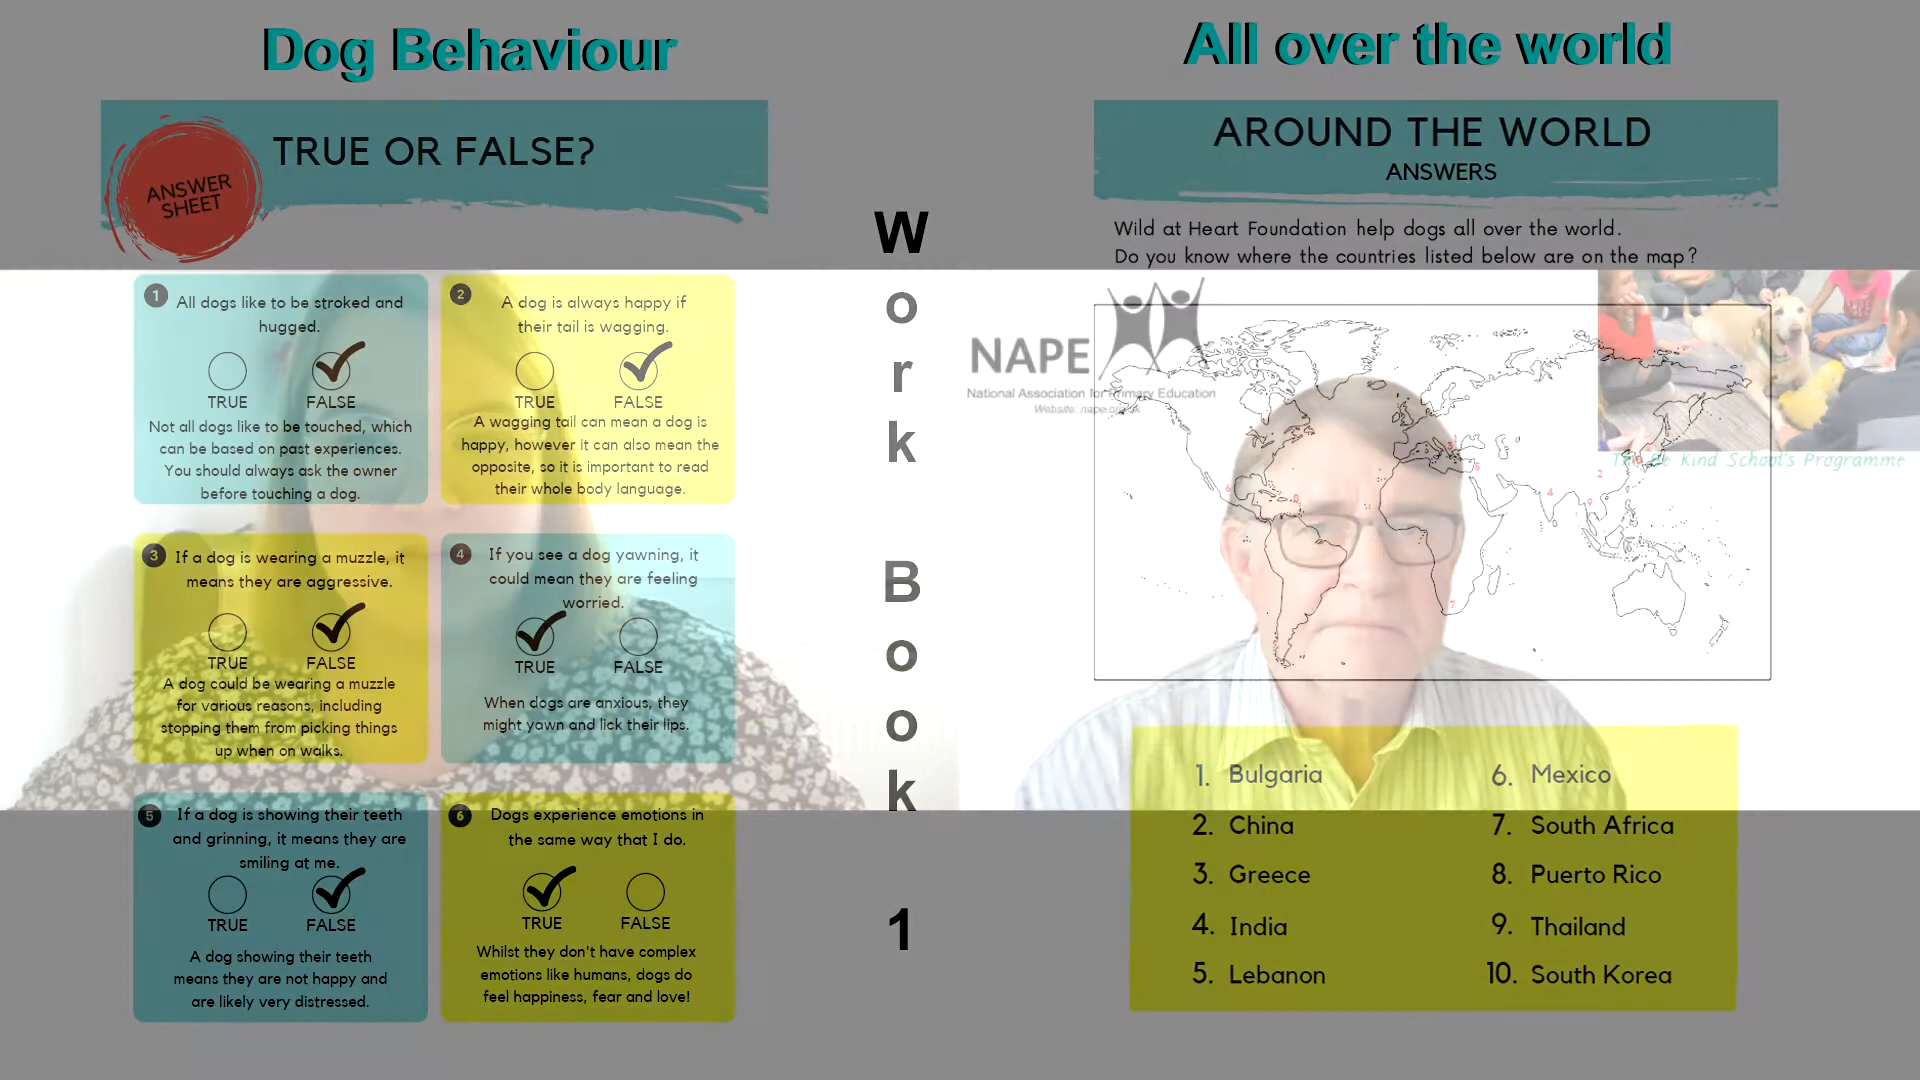 Dog Behaviour
TRUE OR FALSE?
ANSWER
SHEET
1
All dogs like to be stroked and
hugged.
TRUE
FALSE
Not all dogs like to be touched, which
can be based on past experiences.
You should always ask the owner
before touching a dog.
2
A dog is always happy if
their tail is wagging.
TRUE
FALSE
A wagging tail can mean a dog is
happy, however it can also mean the
opposite, so it is important to read
their whole body language.
3
If a dog is wearing a muzzle, it
means they are aggressive.
TRUE
FALSE
A dog could be wearing a muzzle
for various reasons, including
stopping them from picking things
up when on walks.
4
If you see a dog yawning, it
could mean they are feeling
worried.
TRUE
FALSE
When dogs are anxious, they
might yawn and lick their lips.
5
If a dog is showing their teeth
and grinning, it means they are
smiling at me.
TRUE
FALSE
A dog showing their teeth
means they are not happy and
are likely very distressed.
6
Dogs experience emotions in
the same way that I do.
TRUE
FALSE
Whilst they don't have complex
emotions like humans, dogs do
feel happiness, fear and love!
W
o
r
k
B
o
o
k
1
All over the world
AROUND THE WORLD
ANSWERS
Wild at Heart Foundation help dogs all over the world.
Do you know where the countries listed below are on the map?
NAPE
National Association for Primary Education
Website: nape.org.uk
The Be Kind School's Programme
1. Bulgaria
2. China
3. Greece
4. India
5. Lebanon
6. Mexico
7. South Africa
8. Puerto Rico
9. Thailand
10. South Korea